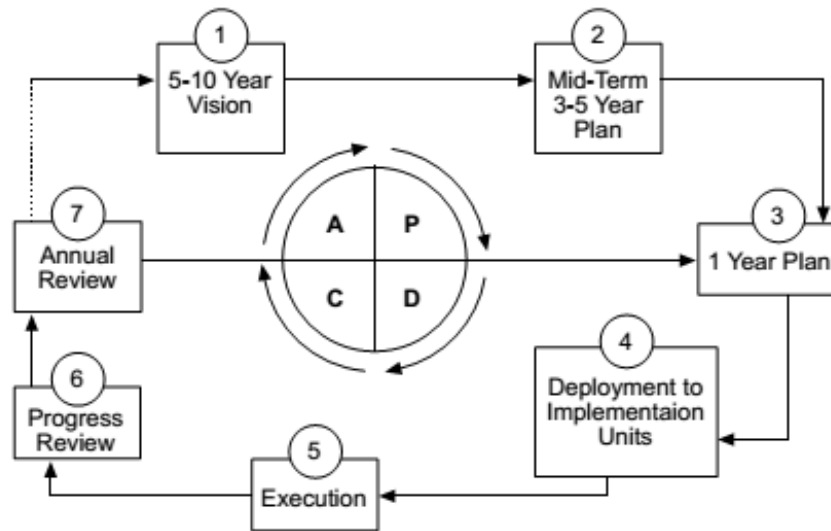 1
5-10 Year
Vision
2
Mid-Term
3-5 Year
Plan
3
1 Year Plan
4
Deployment to
Implementaion
Units
5
Execution
6
Progress
Review
7
Annual
Review
A P
C D